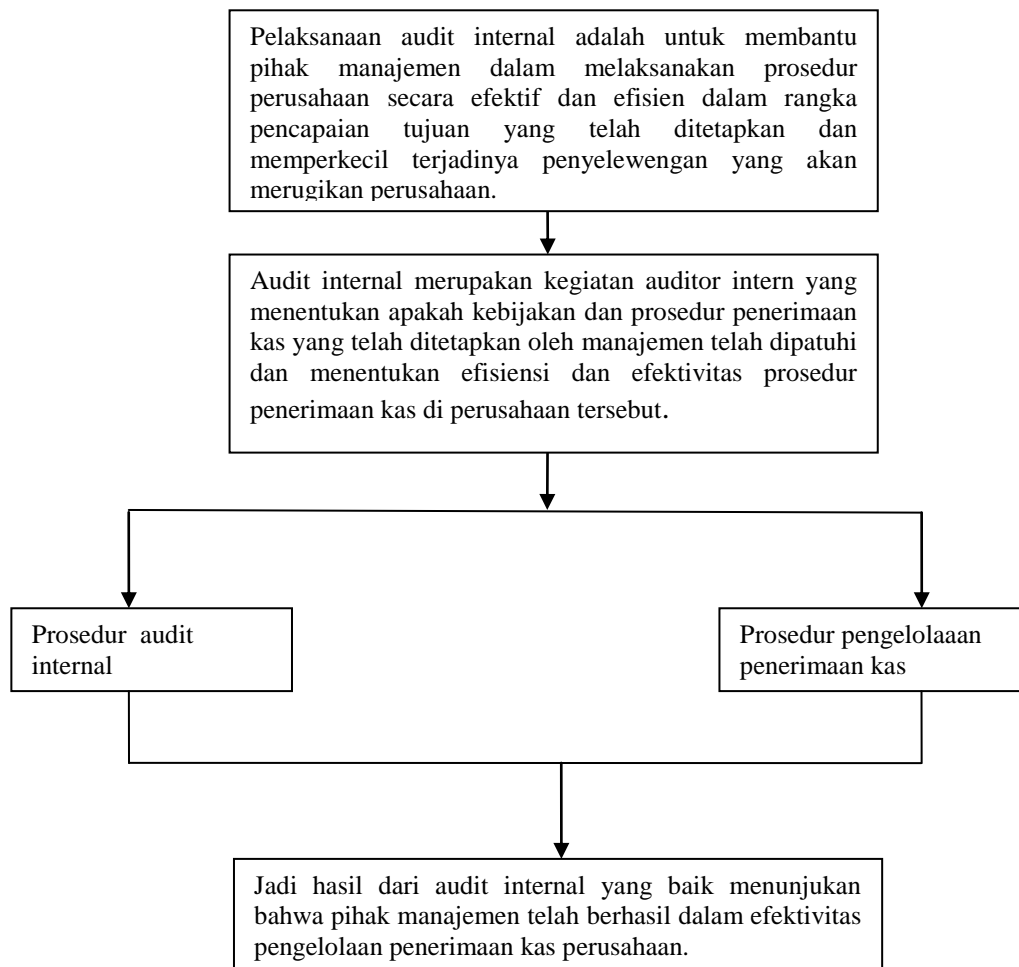 Pelaksanaan audit internal adalah untuk membantu
pihak manajemen dalam melaksanakan prosedur
perusahaan secara efektif dan efisien dalam rangka
pencapaian tujuan yang telah ditetapkan dan
memperkecil terjadinya penyelewengan yang akan
merugikan perusahaan.
Audit internal merupakan kegiatan auditor intern yang
menentukan apakah kebijakan dan prosedur penerimaan
kas yang telah ditetapkan oleh manajemen telah dipatuhi
dan menentukan efisiensi dan efektivitas prosedur
penerimaan kas di perusahaan tersebut.
Prosedur audit
internal
Prosedur pengelolaaan
penerimaan kas
Jadi hasil dari audit internal yang baik menunjukan
bahwa pihak manajemen telah berhasil dalam efektivitas
pengelolaan penerimaan kas perusahaan.